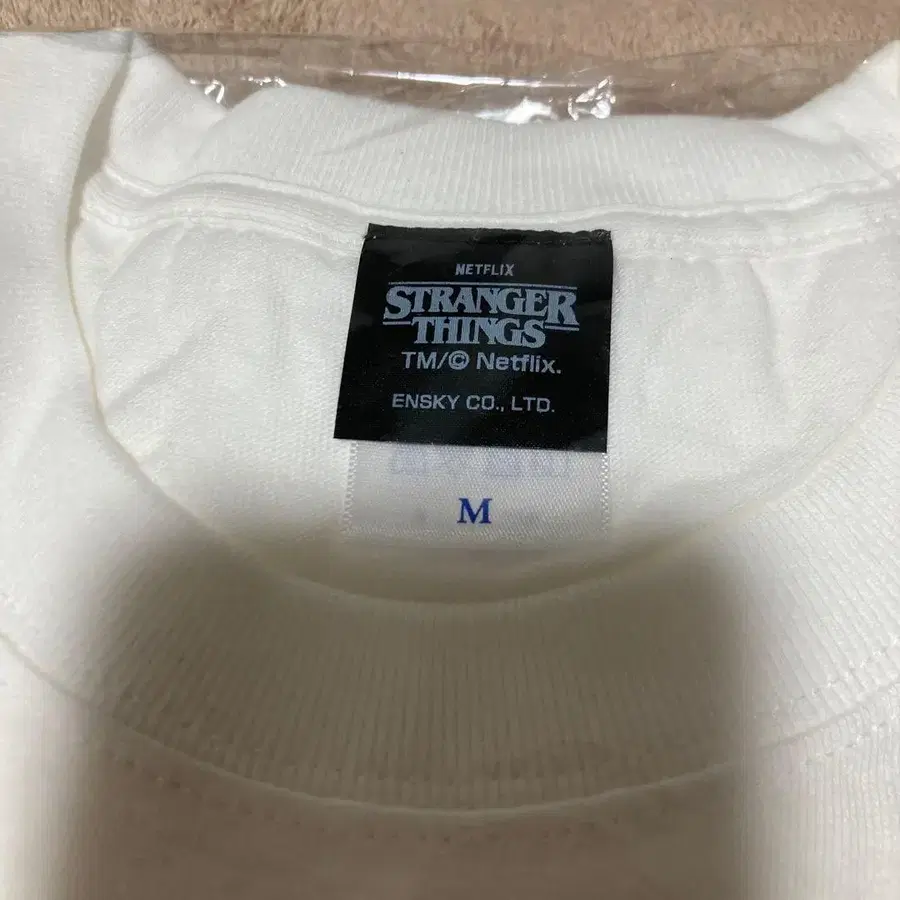 NETFLIX
STRANGER
THINGS
TM/© Netflix.
ENSKY CO., LTD.
M